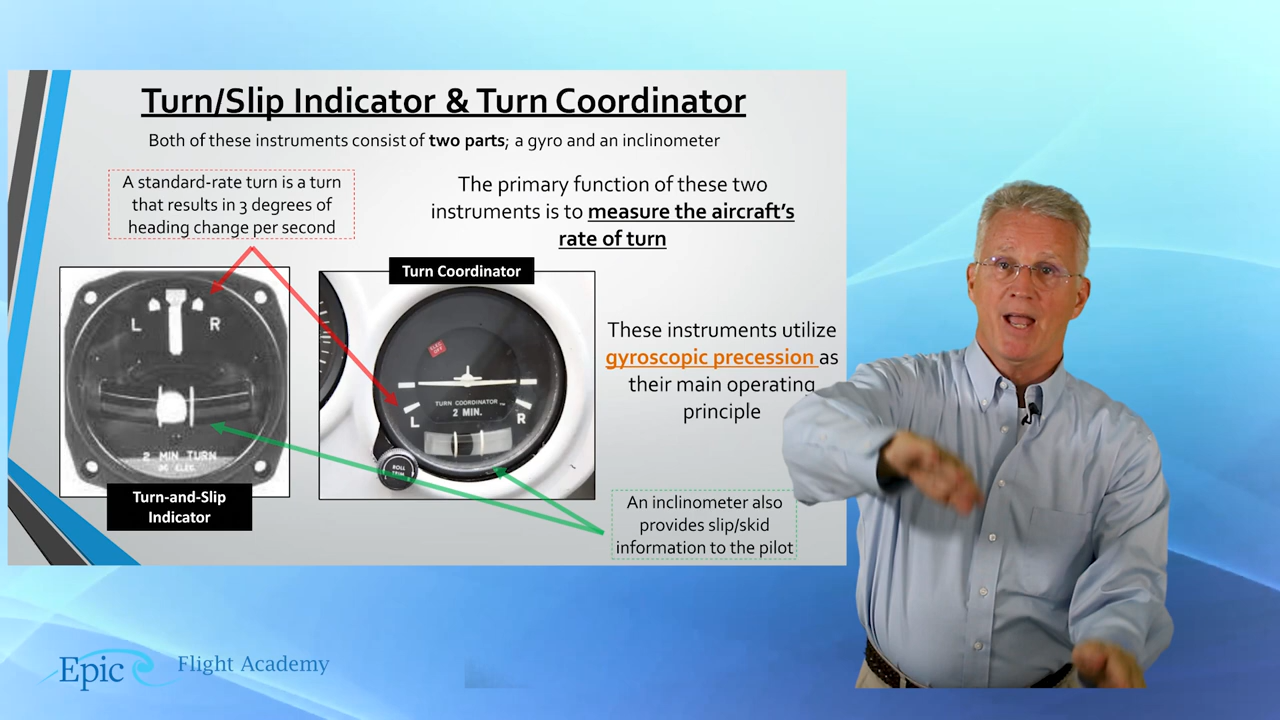 Turn/Slip Indicator & Turn Coordinator
Both of these instruments consist of two parts; a gyro and an inclinometer
A standard-rate turn is a turn
that results in 3 degrees of
heading change per second
The primary function of these two
instruments is to measure the aircraft's
rate of turn
Turn Coordinator
L
R
2 MIN TURN
Turn-and-Slip
Indicator
ELEC
OFF
TURN COORDINATOR
2 MIN.
L
R
ROLL
TRIM
These instruments utilize
gyroscopic precession as
their main operating
principle
An inclinometer also
provides slip/skid
information to the pilot
Epic Flight Academy